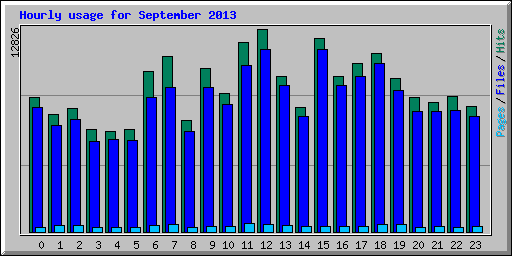 Hourly usage for September 2013
12826
Pages / Files / Hits
0 1 2 3 4 5 6 7 8 9 10 11 12 13 14 15 16 17 18 19 20 21 22 23